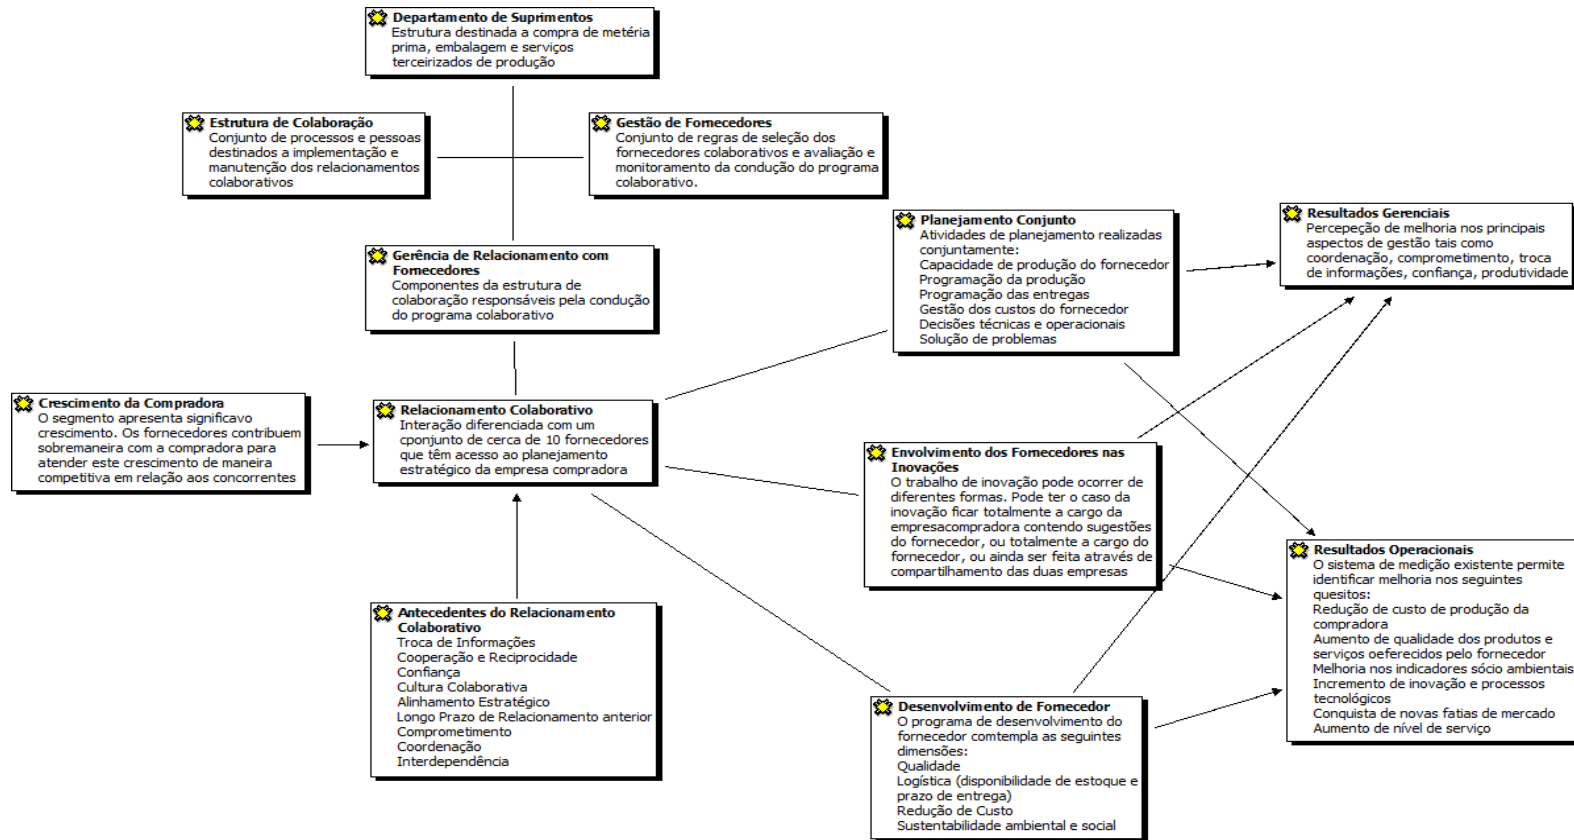 Departamento de Suprimentos
Estrutura destinada a compra de metéria
prima, embalagem e serviços
terceirizados de produção
Estrutura de Colaboração
Conjunto de processos e pessoas
destinados a implementação e
manutenção dos relacionamentos
colaborativos
Gestão de Fornecedores
Conjunto de regras de seleção dos
fornecedores colaborativos e avaliação e
monitoramento da condução do programa
colaborativo.
Gerência de Relacionamento com
Fornecedores
Componentes da estrutura de
colaboração responsáveis pela condução
do programa colaborativo
Planejamento Conjunto
Atividades de planejamento realizadas
conjuntamente:
Capacidade de produção do fornecedor
Programação da produção
Programação das entregas
Gestão dos custos do fornecedor
Decisões técnicas e operacionais
Solução de problemas
Resultados Gerenciais
Percepeção de melhoria nos principais
aspectos de gestão tais como
coordenação, comprometimento, troca
de informações, confiança, produtividade
Crescimento da Compradora
O segmento apresenta significavo
crescimento. Os fornecedores contribuem
sobremaneira com a compradora para
atender este crescimento de maneira
competitiva em relação aos concorrentes
Relacionamento Colaborativo
Interação diferenciada com um
cponjunto de cerca de 10 fornecedores
que têm acesso ao planejamento
estratégico da empresa compradora
Envolvimento dos Fornecedores nas
Inovações
O trabalho de inovação pode ocorrer de
diferentes formas. Pode ter o caso da
inovação ficar totalmente a cargo da
empresacompradora contendo sugestões
do fornecedor, ou totalmente a cargo do
fornecedor, ou ainda ser feita através de
compartilhamento das duas empresas
Resultados Operacionais
O sistema de medição existente permite
identificar melhoria nos seguintes
quesitos:
Redução de custo de produção da
compradora
Aumento de qualidade dos produtos e
serviços oeferecidos pelo fornecedor
Melhoria nos indicadores sócio ambientais
Incremento de inovação e processos
tecnológicos
Conquista de novas fatias de mercado
Aumento de nível de serviço
Antecedentes do Relacionamento
Colaborativo
Troca de Informações
Cooperação e Reciprocidade
Confiança
Cultura Colaborativa
Alinhamento Estratégico
Longo Prazo de Relacionamento anterior
Comprometimento
Coordenação
Interdependência
Desenvolvimento de Fornecedor
O programa de desenvolvimento do
fornecedor comtempla as seguintes
dimensões:
Qualidade
Logística (disponibilidade de estoque e
prazo de entrega)
Redução de Custo
Sustentabilidade ambiental e social